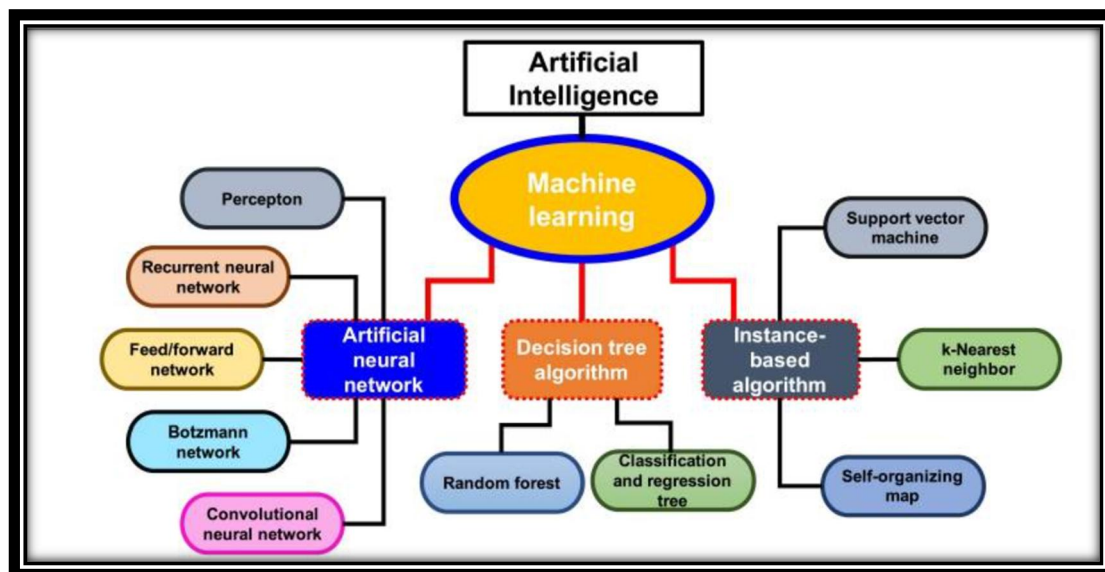 Artificial
Intelligence
Machine
learning
Percepton
Recurrent neural
network
Feed/forward
network
Botzmann
network
Convolutional
neural network
Artificial
neural
network
Decision tree
algorithm
Instance-
based
algorithm
Random forest
Classification
and regression
tree
Support vector
machine
k-Nearest
neighbor
Self-organizing
map